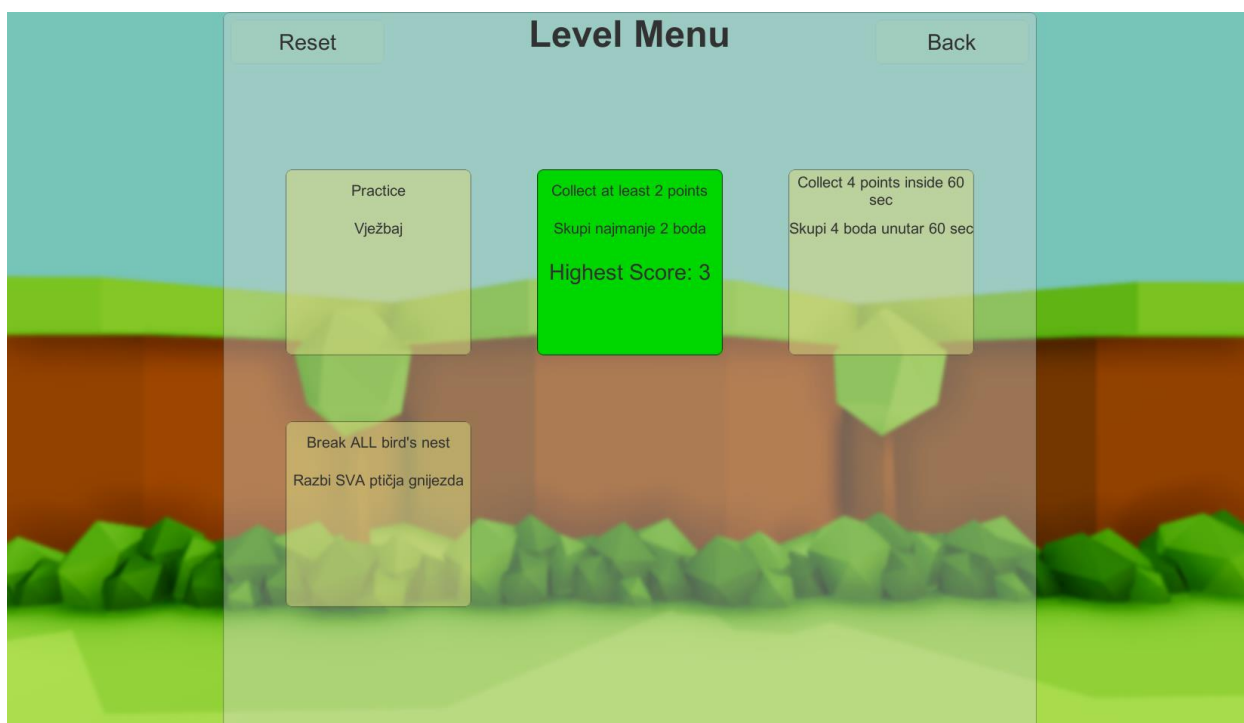 Reset
Level Menu
Back
Practice
Vježbaj
Collect at least 2 points
Skupi najmanje 2 boda
Highest Score: 3
Collect 4 points inside 60
sec
Skupi 4 boda unutar 60 sec
Break ALL bird's nest
Razbi SVA ptičja gnijezda